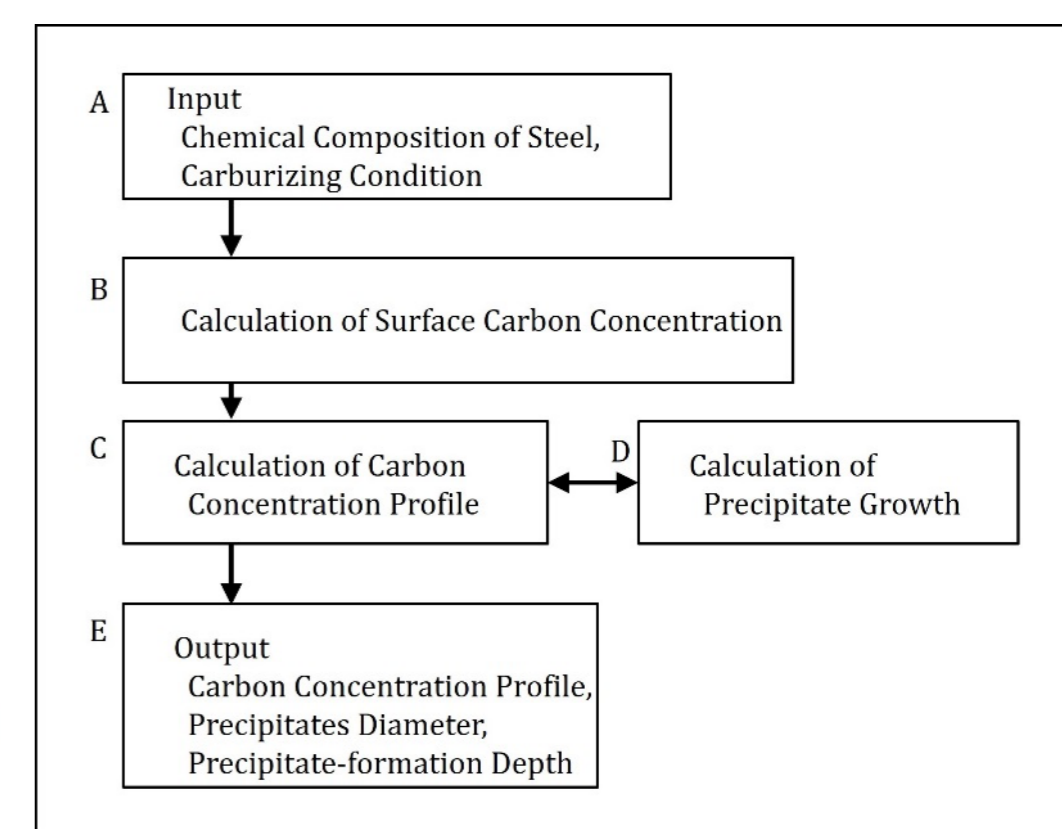 A
Input
Chemical Composition of Steel,
Carburizing Condition
B
Calculation of Surface Carbon Concentration
C
Calculation of Carbon
Concentration Profile
D
Calculation of
Precipitate Growth
E
Output
Carbon Concentration Profile,
Precipitates Diameter,
Precipitate-formation Depth